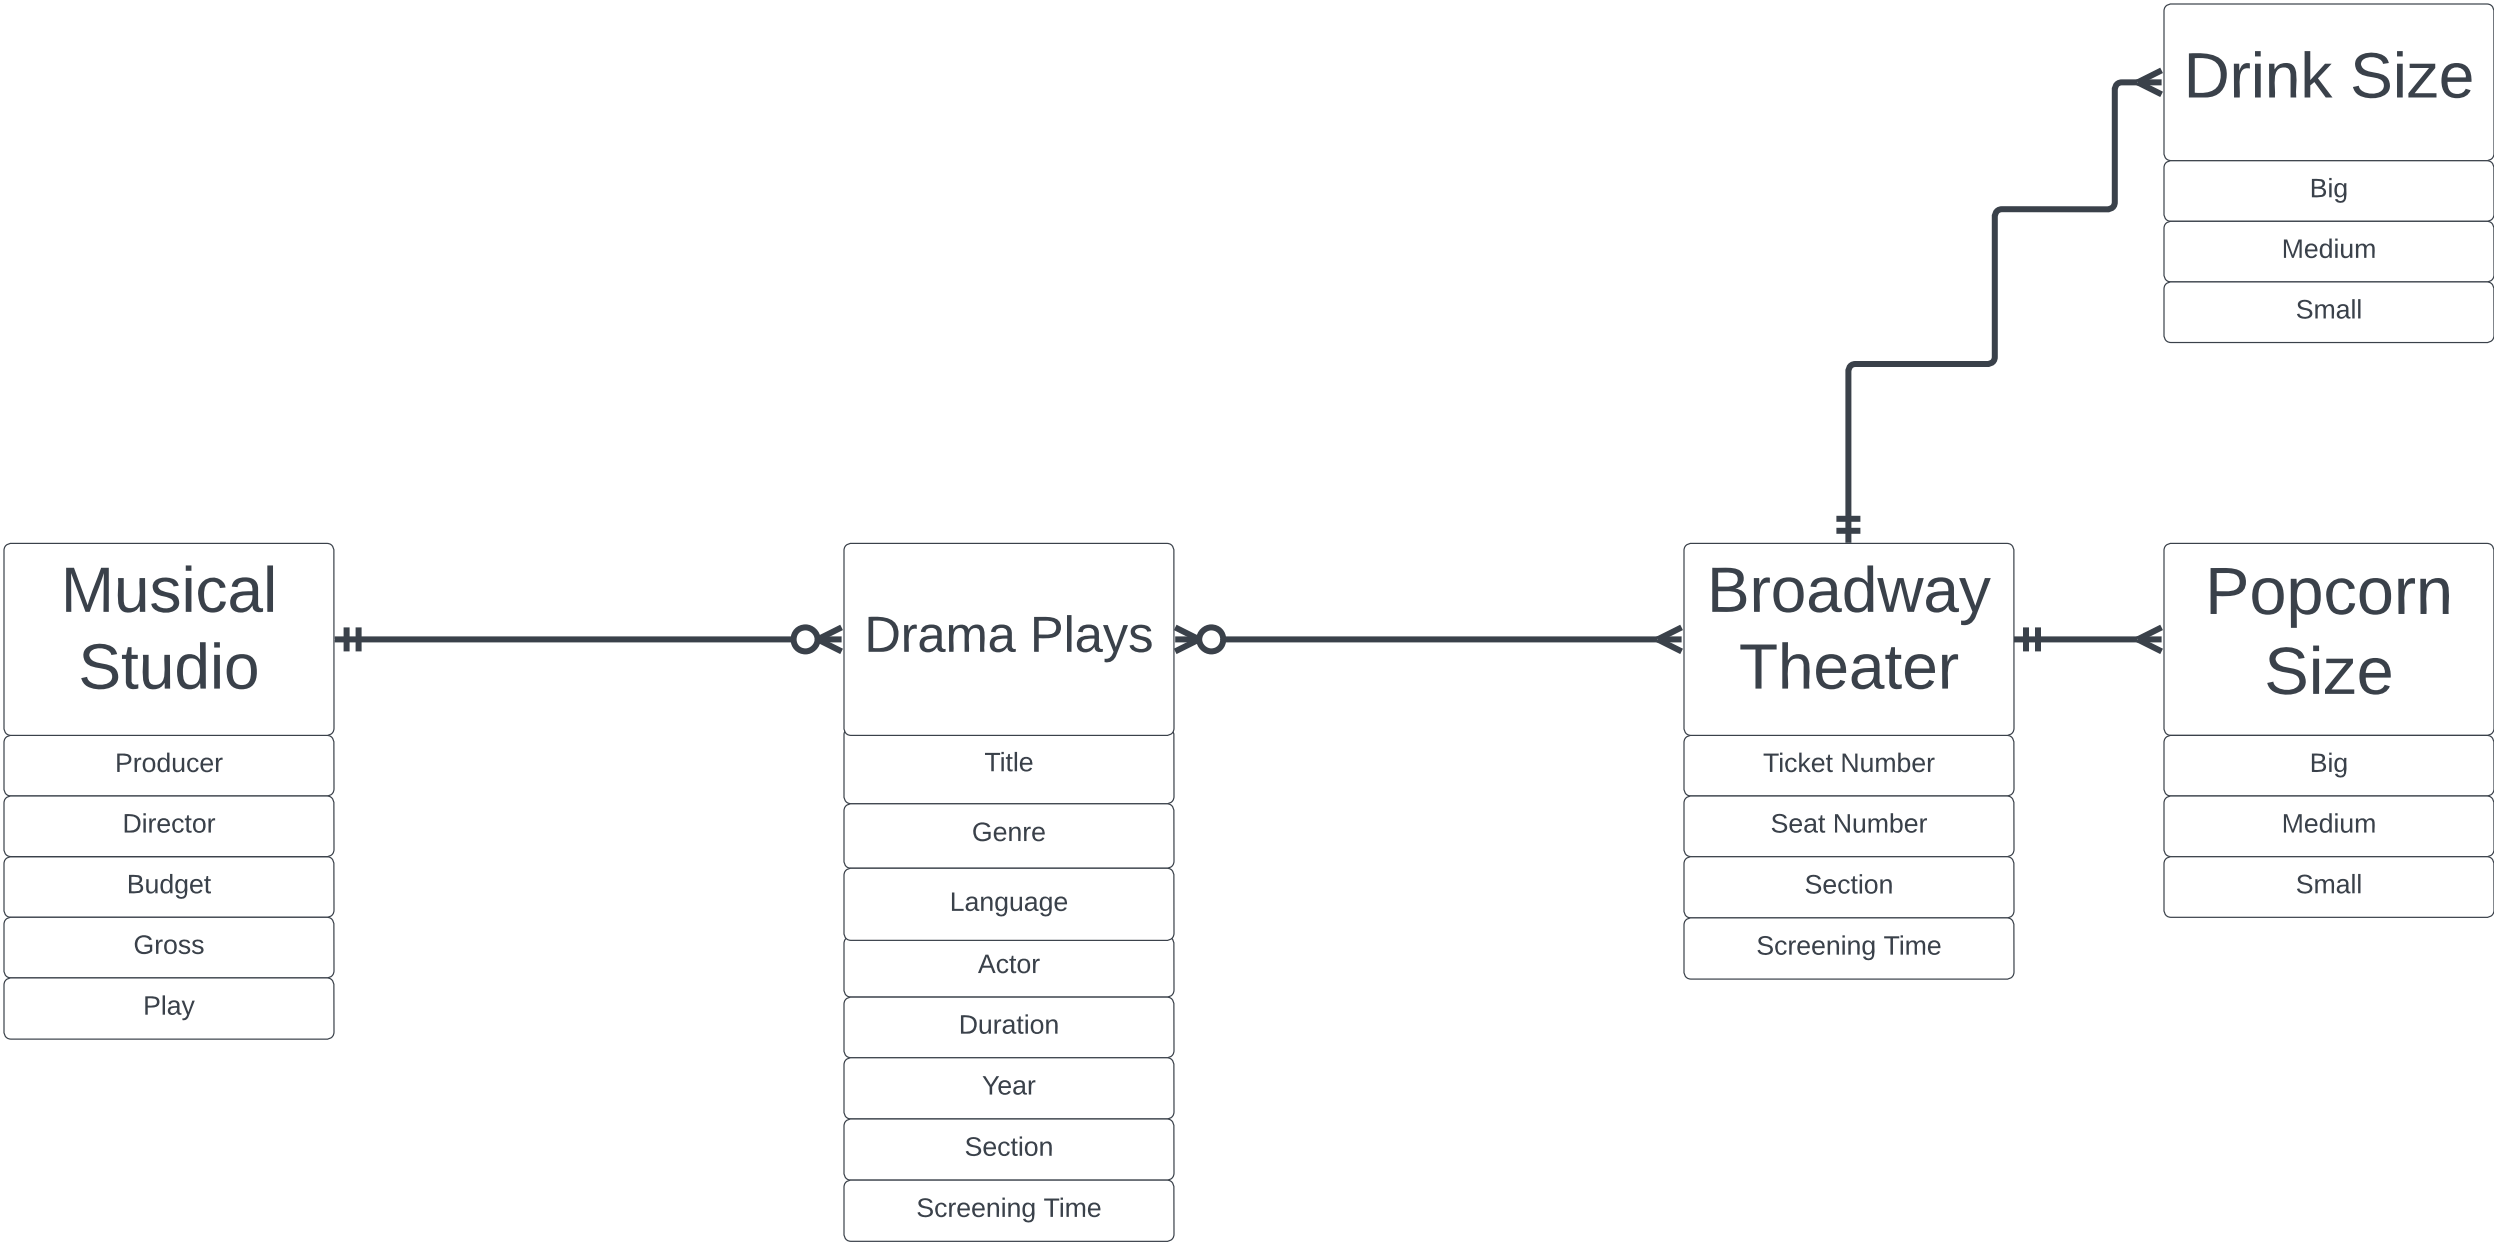 Drink Size
Big
Medium
Small
Musical
Studio
Producer
Director
Budget
Gross
Play
Drama Plays
Title
Genre
Language
Actor
Duration
Year
Section
Screening Time
Broadway
Theater
Ticket Number
Seat Number
Section
Screening Time
Popcorn
Size
Big
Medium
Small